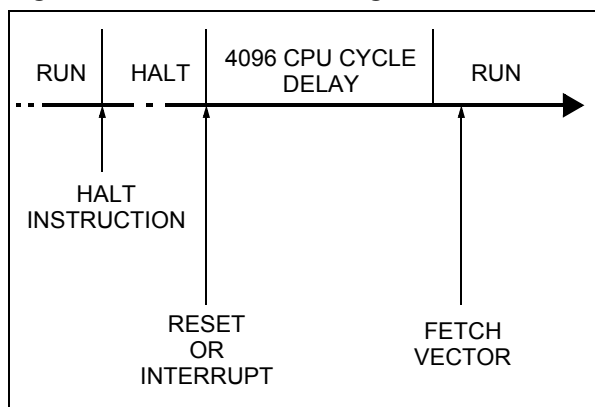 RUN
HALT
4096 CPU CYCLE
DELAY
RUN
HALT
INSTRUCTION
RESET
OR
INTERRUPT
FETCH
VECTOR